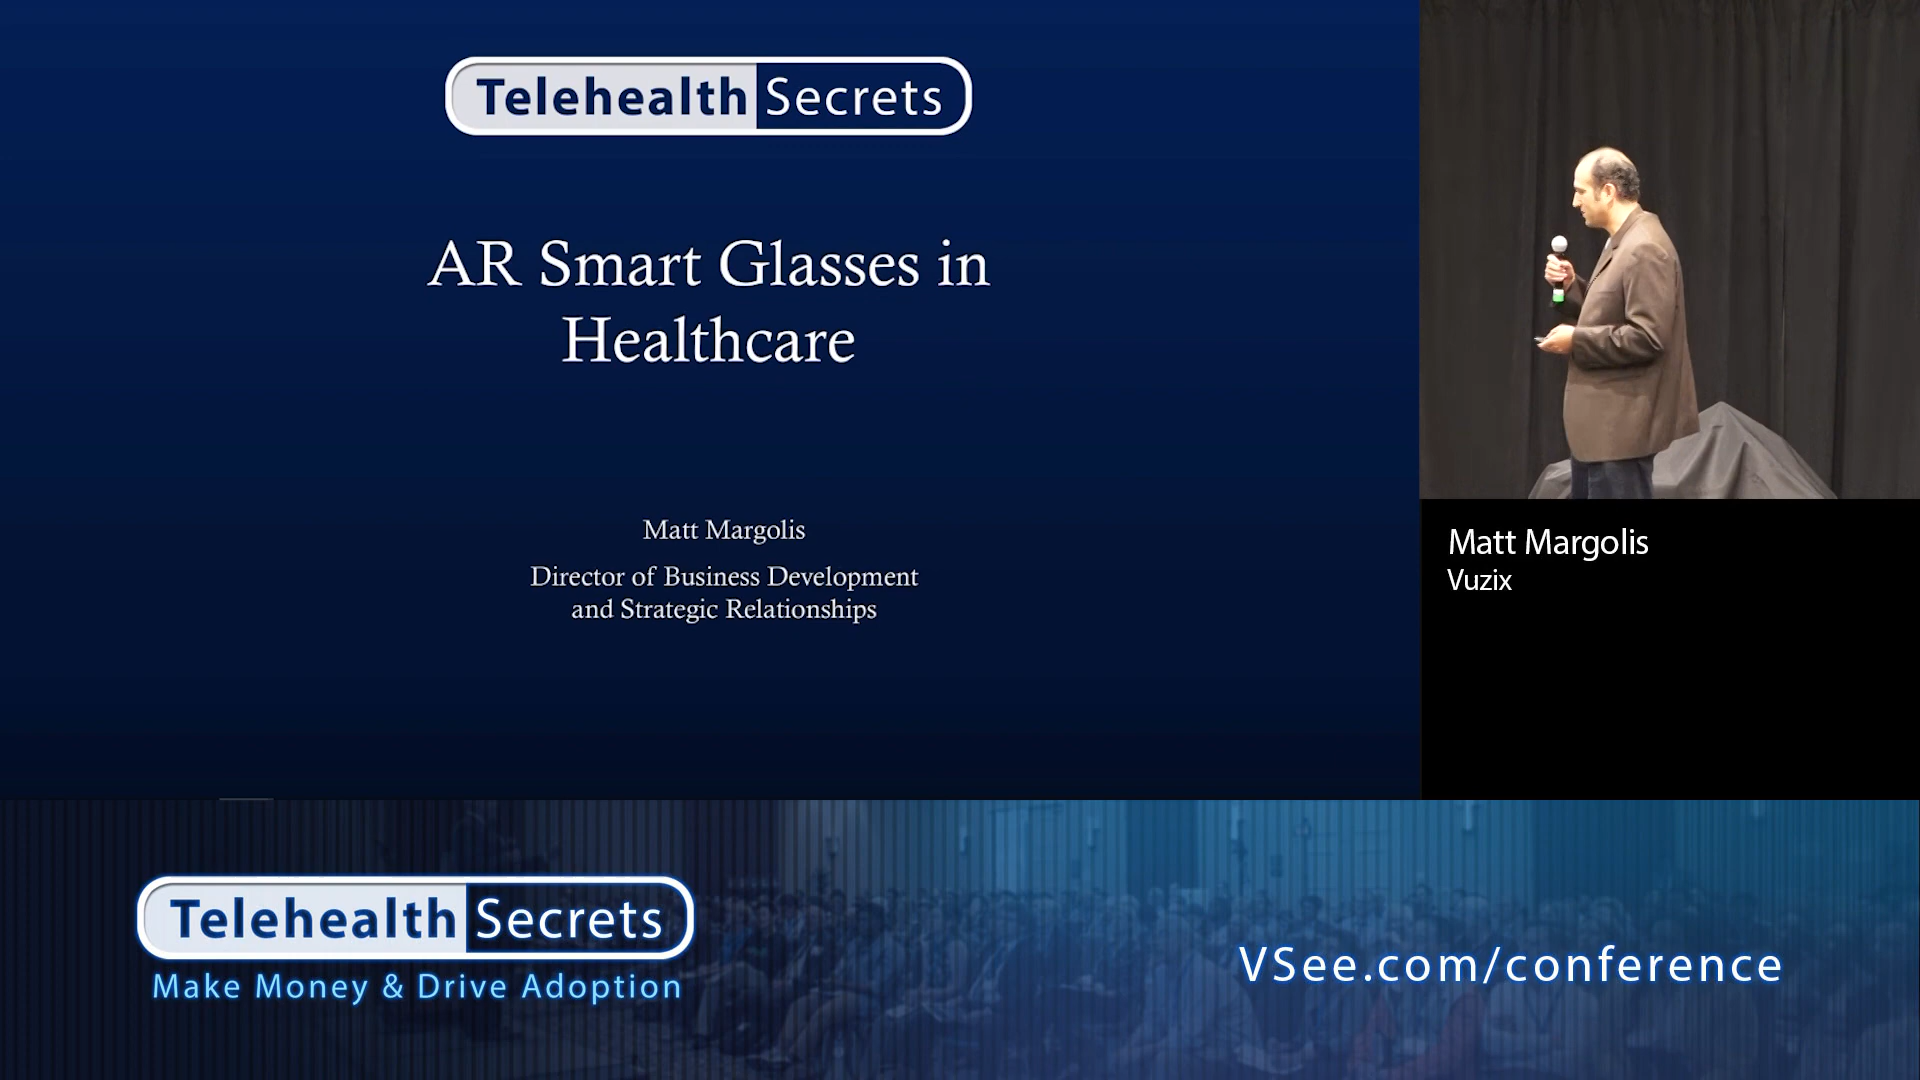 Telehealth Secrets
AR Smart Glasses in
Healthcare
Matt Margolis
Director of Business Development
and Strategic Relationships
Matt Margolis
Vuzix
Telehealth Secrets
Make Money & Drive Adoption
VSee.com/conference